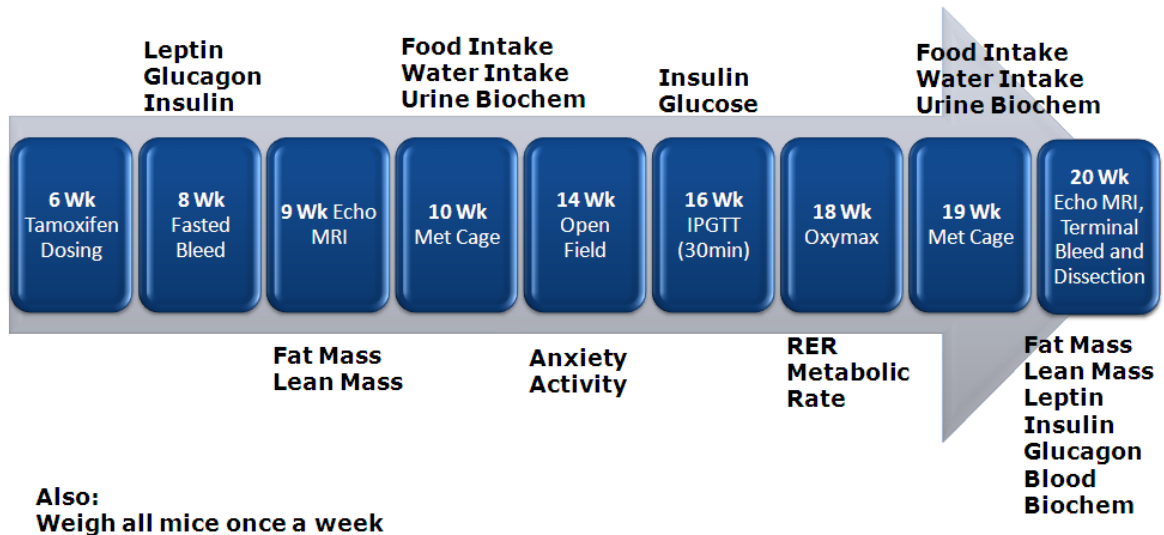 Leptin
Glucagon
Insulin
Food Intake
Water Intake
Urine Biochem
Insulin
Glucose
Food Intake
Water Intake
Urine Biochem
6 Wk
Tamoxifen
Dosing
8 Wk
Fasted
Bleed
9 Wk Echo
MRI
10 Wk
Met Cage
14 Wk
Open
Field
16 Wk
IPGTT
(30min)
18 Wk
Oxymax
19 Wk
Met Cage
20 Wk
Echo MRI,
Terminal
Bleed and
Dissection
Fat Mass
Lean Mass
Anxiety
Activity
RER
Metabolic
Rate
Fat Mass
Lean Mass
Leptin
Insulin
Glucagon
Blood
Biochem
Also:
Weigh all mice once a week